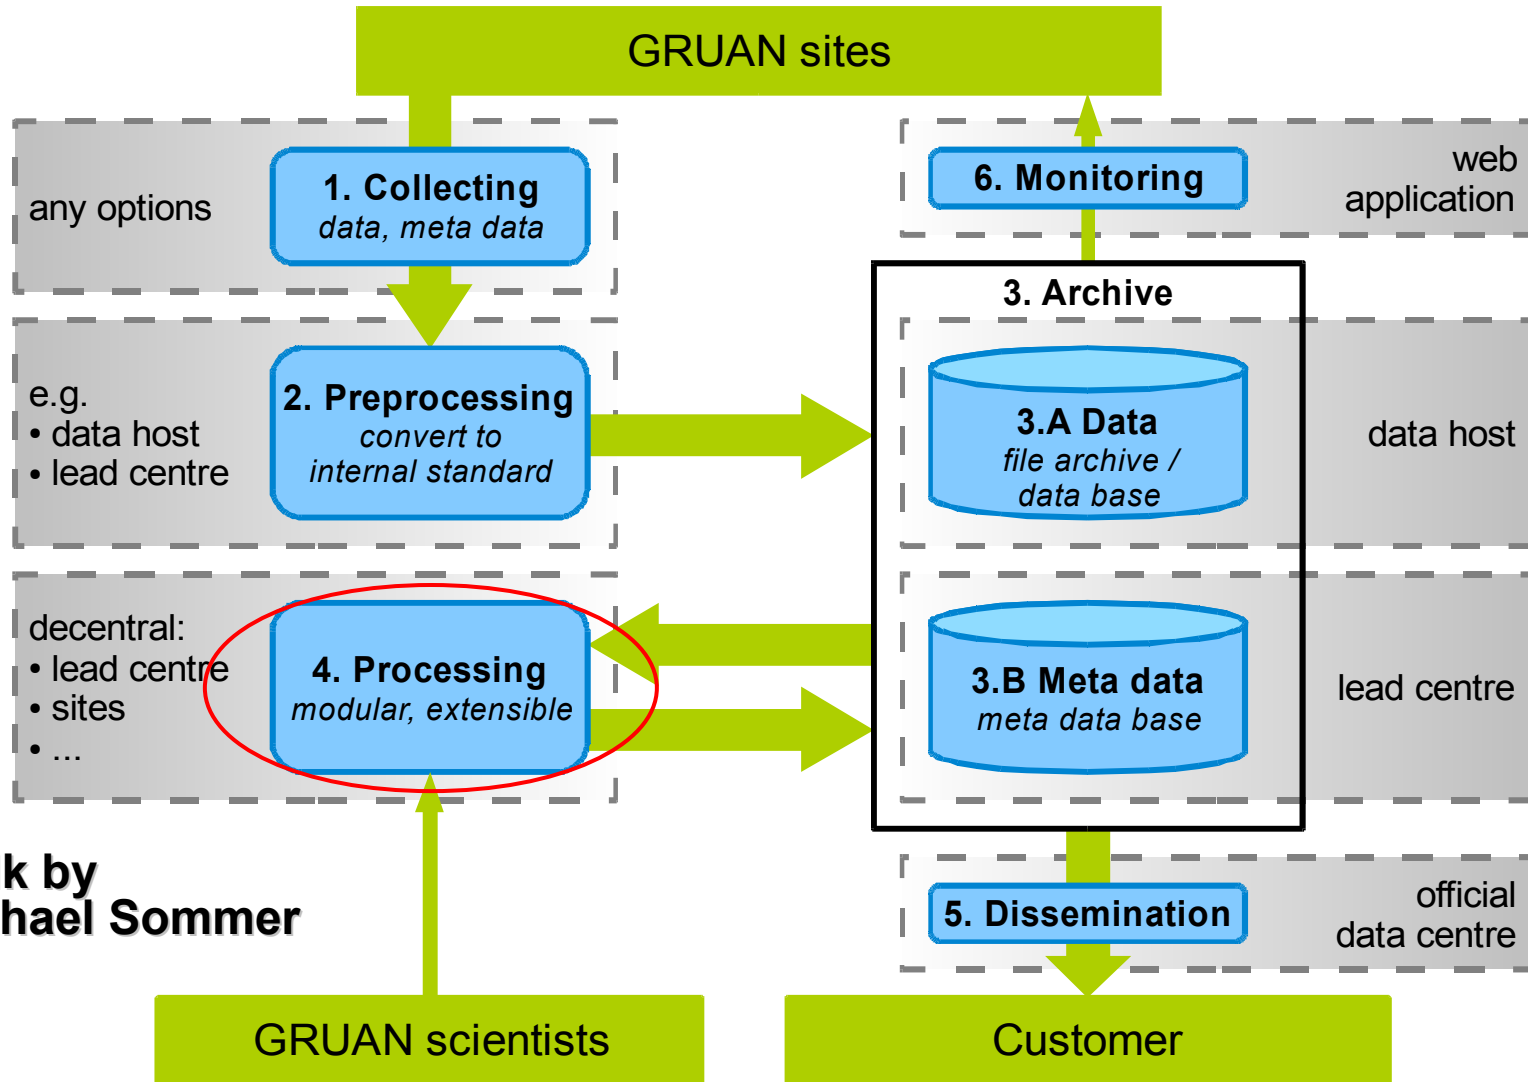 GRUAN sites
any options
1. Collecting
data, meta data
6. Monitoring
web
application
3. Archive
e.g.
• data host
• lead centre
2. Preprocessing
convert to
internal standard
3.A Data
file archive /
data base
data host
decentral:
• lead centre
• sites
• ...
4. Processing
modular, extensible
3.B Meta data
meta data base
lead centre
k by
hael Sommer
5. Dissemination
official
data centre
GRUAN scientists
Customer